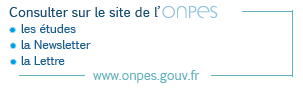 Consulter sur le site de l'onpes
les études
la Newsletter
la Lettre
www.onpes.gouv.fr